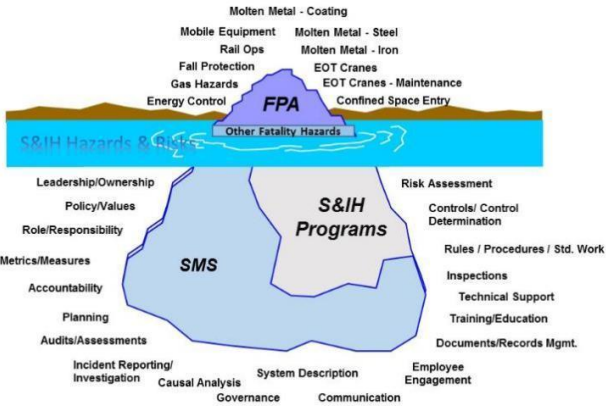 Molten Metal - Coating
Mobile Equipment
Molten Metal - Steel
Rail Ops
Molten Metal - Iron
Fall Protection
EOT Cranes
Gas Hazards
EOT Cranes - Maintenance
Energy Control
FPA
Confined Space Entry
Other Fatality Hazards
S&IH Hazards & Risks
Leadership/Ownership
Risk Assessment
Policy/Values
S&IH
Programs
Controls/ Control
Determination
Role/Responsibility
Rules / Procedures / Std. Work
Metrics/Measures
SMS
Inspections
Accountability
Technical Support
Planning
Training/Education
Audits/Assessments
Documents/Records Mgmt.
Incident Reporting/
Investigation
Causal Analysis
System Description
Employee
Engagement
Governance
Communication